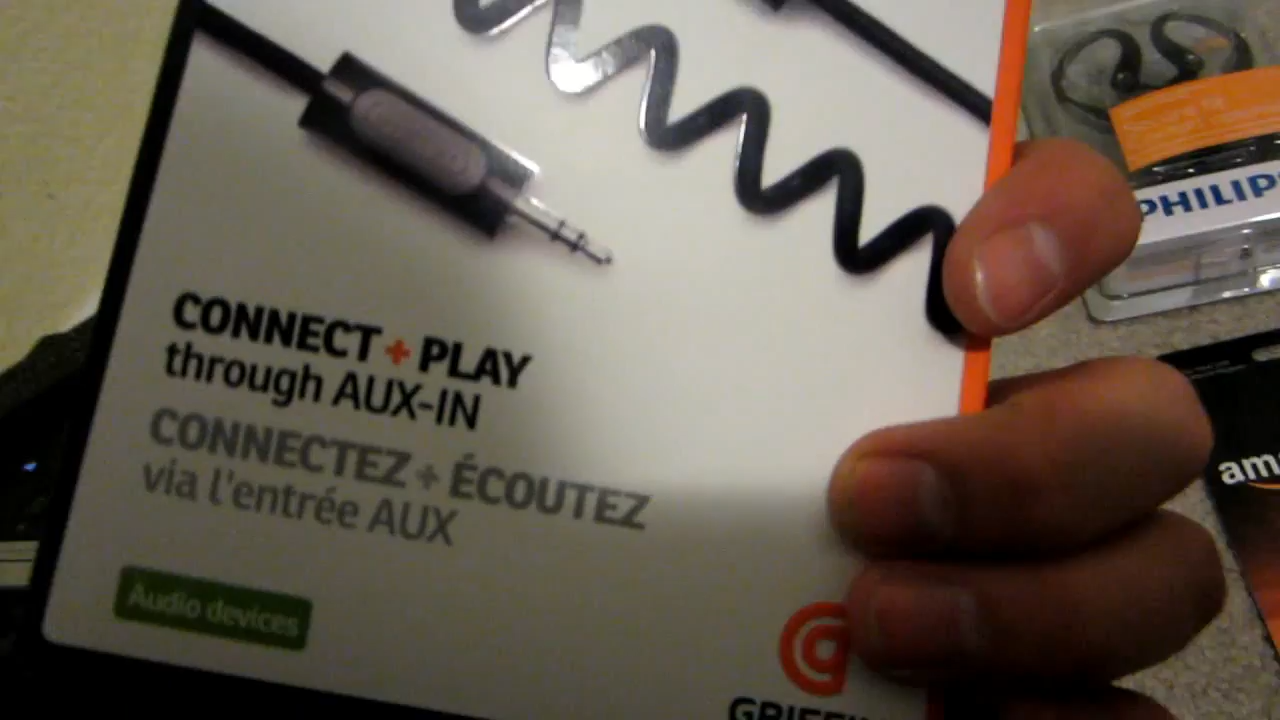 CONNECT + PLAY
through AUX-IN
CONNECTEZ + ÉCOUTEZ
via l'entrée AUX
Audio devices
PHILIPS